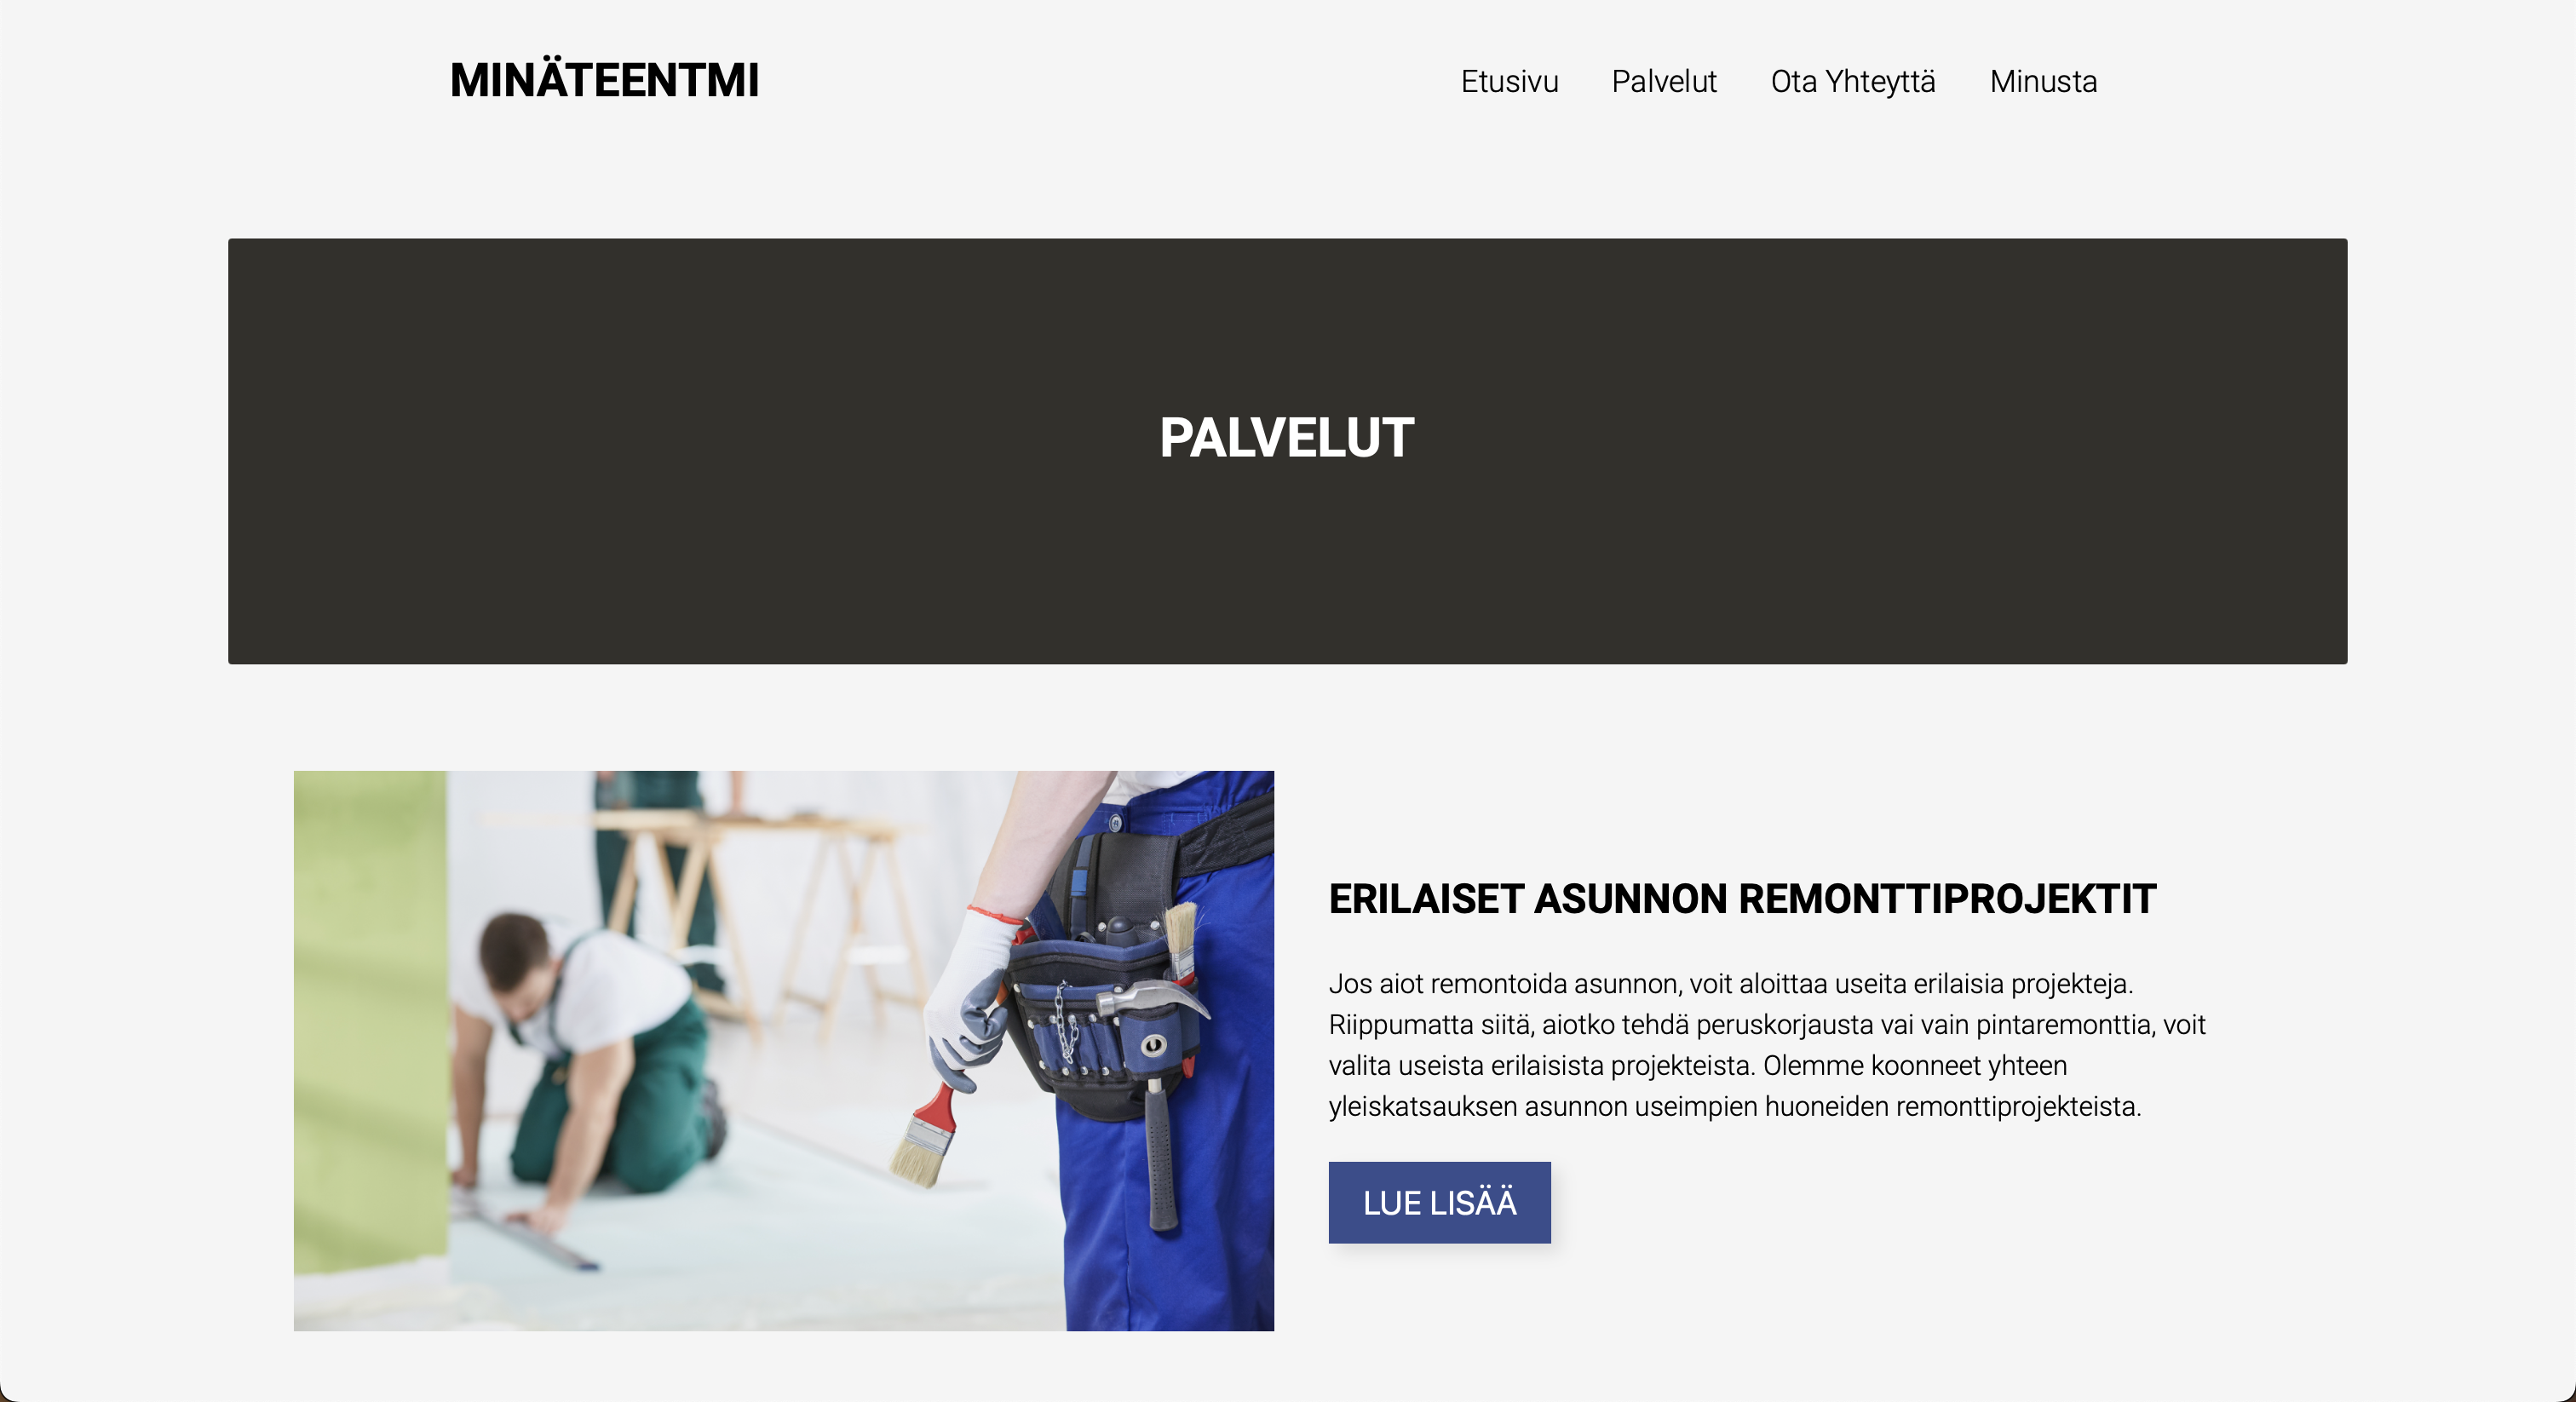 MINÄTEENTMI
Etusivu Palvelut Ota Yhteyttä Minusta
PALVELUT
ERILAISET ASUNNON REMONTTIPROJEKTIT
Jos aiot remontoida asunnon, voit aloittaa useita erilaisia projekteja.
Riippumatta siitä, aiotko tehdä peruskorjausta vai vain pintaremonttia, voit
valita useista erilaisista projekteista. Olemme koonneet yhteen
yleiskatsauksen asunnon useimpien huoneiden remonttiprojekteista.
LUE LISÄÄ